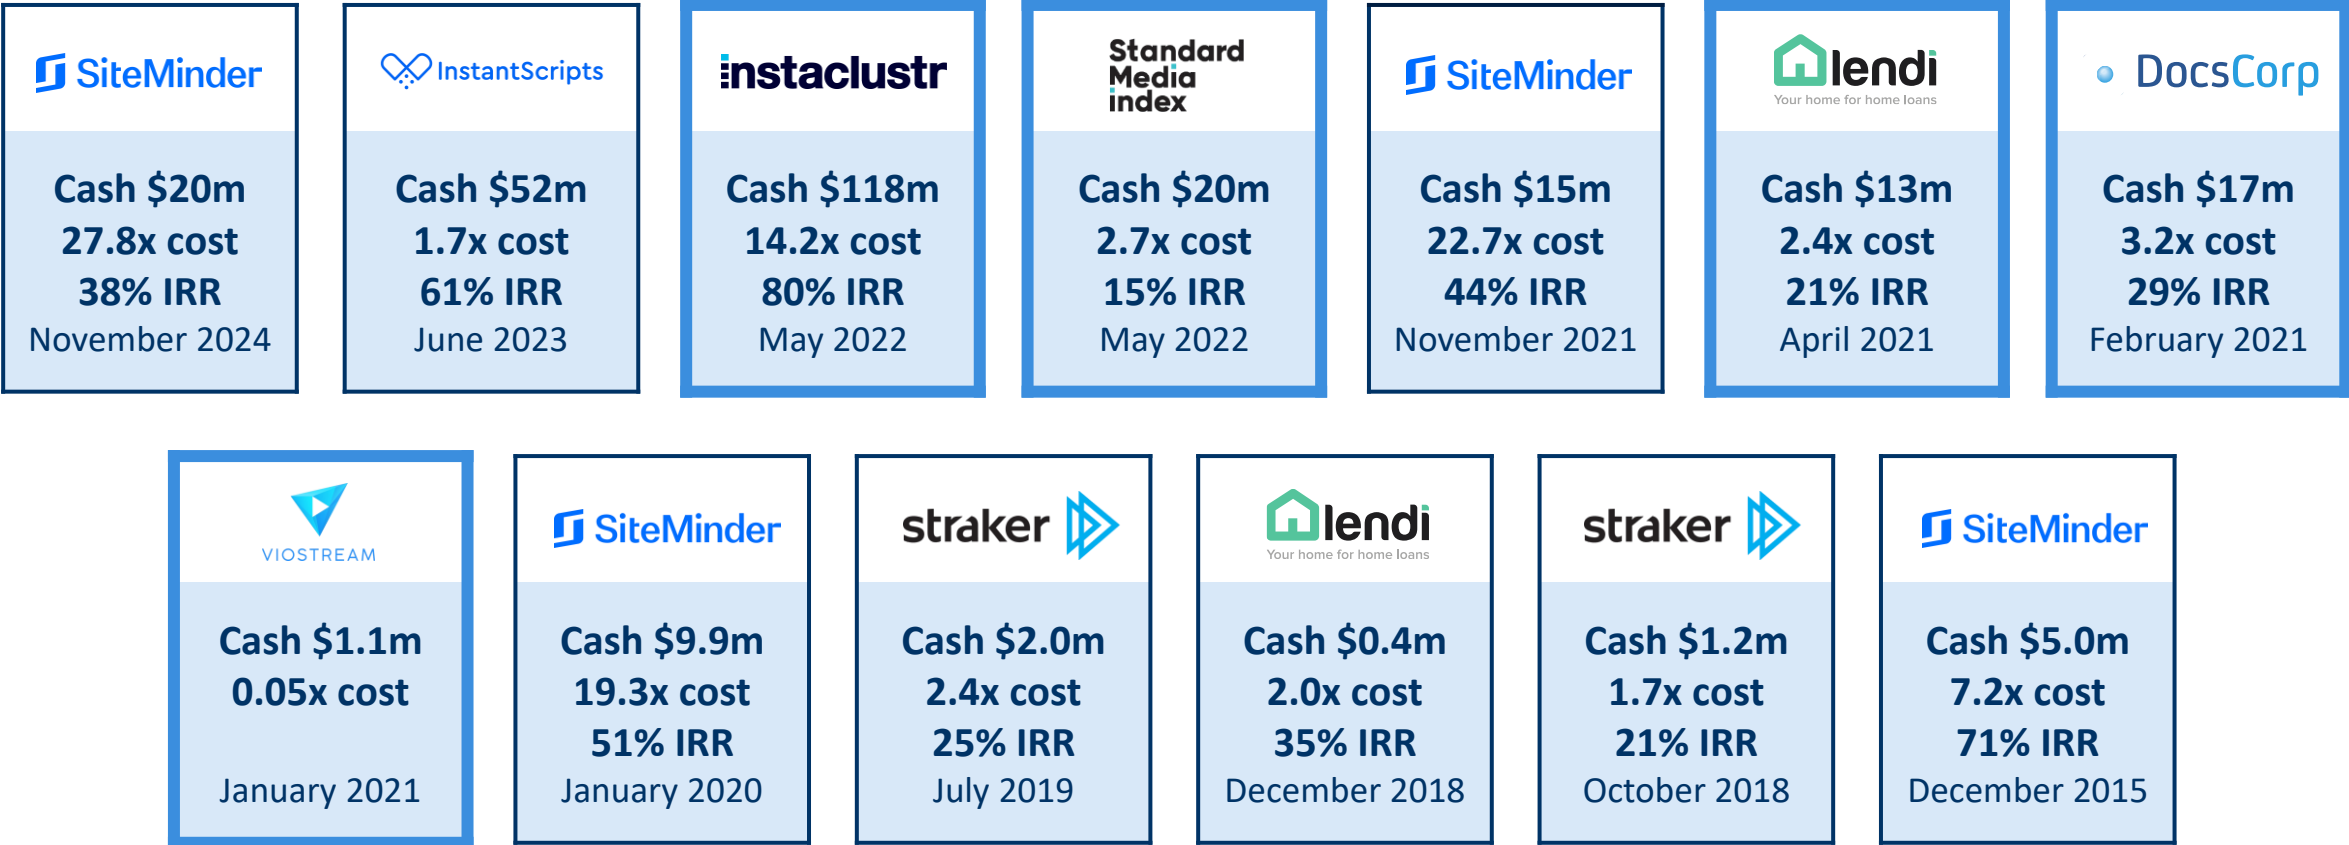 SiteMinder
Cash $20m
27.8x cost
38% IRR
November 2024
InstantScripts
Cash $52m
1.7x cost
61% IRR
June 2023
instaclustr
Cash $118m
14.2x cost
80% IRR
May 2022
Standard
Media
index
Cash $20m
2.7x cost
15% IRR
May 2022
SiteMinder
Cash $15m
22.7x cost
44% IRR
November 2021
lendi
Your home for home loans
Cash $13m
2.4x cost
21% IRR
April 2021
DocsCorp
Cash $17m
3.2x cost
29% IRR
February 2021
VIOSTREAM
Cash $1.1m
0.05x cost
January 2021
SiteMinder
Cash $9.9m
19.3x cost
51% IRR
January 2020
straker
Cash $2.0m
2.4x cost
25% IRR
July 2019
lendi
Your home for home loans
Cash $0.4m
2.0x cost
35% IRR
December 2018
straker
Cash $1.2m
1.7x cost
21% IRR
October 2018
SiteMinder
Cash $5.0m
7.2x cost
71% IRR
December 2015